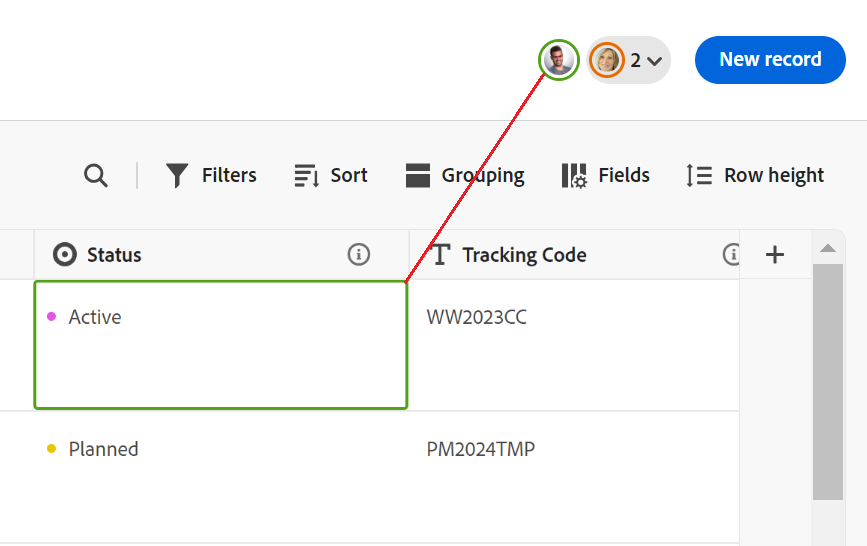 2
New record
Filters
Sort
Grouping
Fields
Row height
Status
Tracking Code
Active
WW2023CC
Planned
PM2024TMP